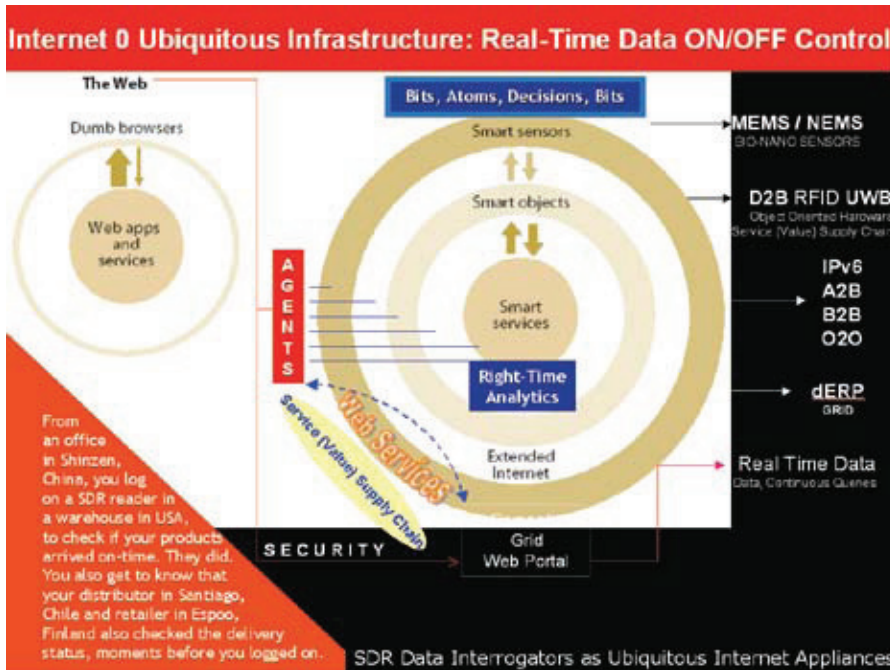 Internet 0 Ubiquitous Infrastructure: Real-Time Data ON/OFF Control
The Web
Dumb browsers
Web apps
and
services
Bits, Atoms, Decisions, Bits
Smart sensors
Smart objects
Smart
services
Right-Time
Analytics
Extended
Internet
AGENTS
Web Services
Service (Value) Supply Chain
SECURITY
Grid
Web Portal
MEMS / NEMS
BIO-NANO SENSORS
D2B RFID UWB
Object Oriented Hardware
Service (Value) Supply Chain
IPv6
A2B
B2B
O2O
dERP
GRID
Real Time Data
Data, Continuous Queries
From
an office
in Shinzen,
China, you log
on a SDR reader in
a warehouse in USA,
to check if your products
arrived on-time. They did.
You also get to know that
your distributor in Santiago,
Chile and retailer in Espoo,
Finland also checked the delivery
status, moments before you logged on.
SDR Data Interrogators as Ubiquitous Internet Appliances